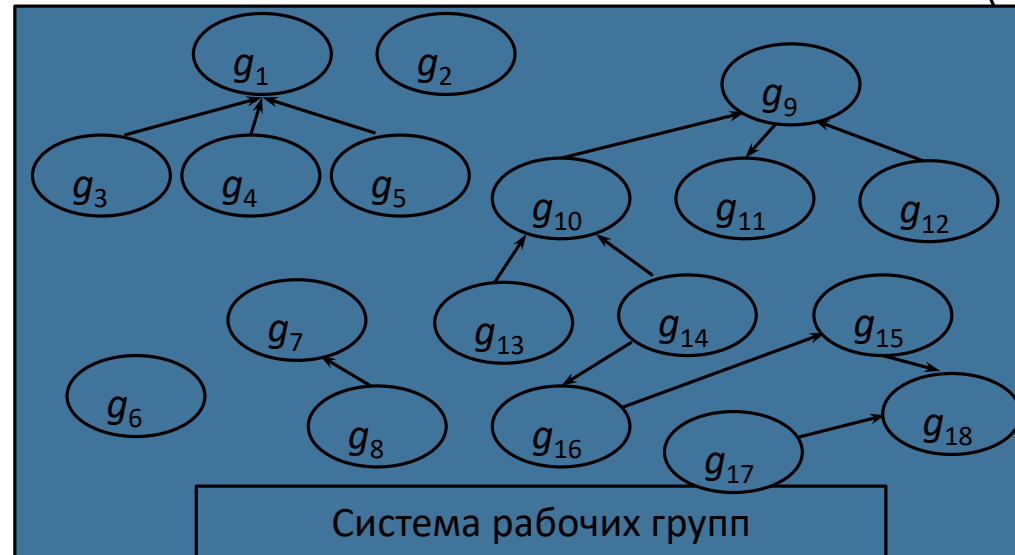 g1 g2
g9
g3 g4 g5
g10 g11 g12
g7 g13 g14 g15
g6
g8 g16 g17 g18
Система рабочих групп